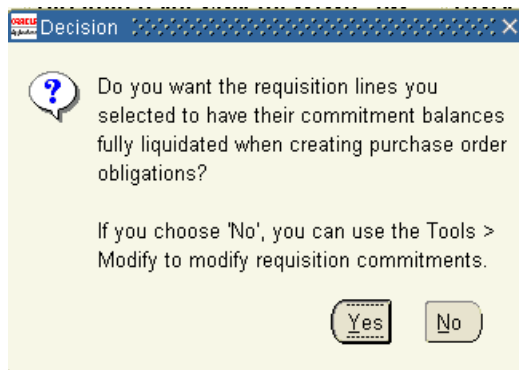 ORACLE
Decision
Do you want the requisition lines you
selected to have their commitment balances
fully liquidated when creating purchase order
obligations?
If you choose 'No', you can use the Tools >
Modify to modify requisition commitments.
Yes
No